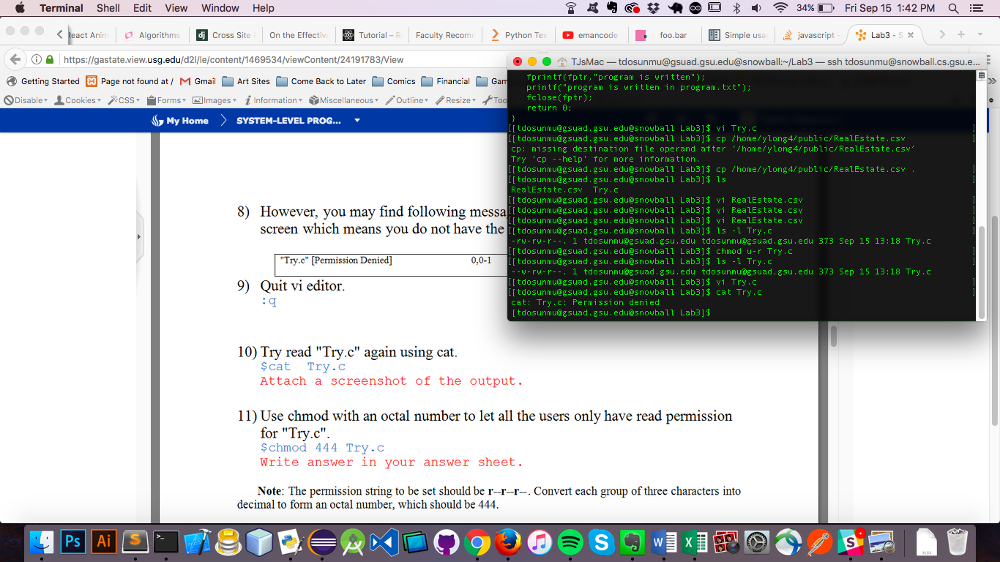 Terminal Shell Edit View Window Help 34% Fri Sep 15 1:42 PM
React Anim Algorithms, Cross Site On the Effective Tutorial – R Faculty Recomm Python Tex emancode foo.bar Simple usa javascript - Lab3 - S
https://gastate.view.usg.edu/d2l/le/content/1469534/viewContent/24191783/View
Getting Started Page not found at / Gmail Art Sites Come Back to Later Comics Financial Gam
Disable Cookies CSS Forms Images Information Miscellaneous Outline Resize Too
My Home SYSTEM-LEVEL PROG...
8) However, you may find following messa
screen which means you do not have the
"Try.c" [Permission Denied] 0,0-1
9) Quit vi editor.
:q
10) Try read "Try.c" again using cat.
$cat Try.c
Attach a screenshot of the output.
11) Use chmod with an octal number to let all the users only have read permission
for "Try.c".
$chmod 444 Try.c
Write answer in your answer sheet.
Note: The permission string to be set should be r--r--r--. Convert each group of three characters into
decimal to form an octal number, which should be 444.
TJsMac — tdosunmu@gsuad.gsu.edu@snowball:~/Lab3 — ssh tdosunmu@snowball.cs.gsu.e...
fprintf(fptr,"program is written");
printf("program is written in program.txt");
fclose(fptr);
return 0;
}
[[tdosunmu@gsuad.gsu.edu@snowball Lab3]$ vi Try.c ]
[[tdosunmu@gsuad.gsu.edu@snowball Lab3]$ cp /home/ylong4/public/RealEstate.csv ]
cp: missing destination file operand after ‘/home/ylong4/public/RealEstate.csv’
Try 'cp --help' for more information.
[[tdosunmu@gsuad.gsu.edu@snowball Lab3]$ cp /home/ylong4/public/RealEstate.csv . ]
[[tdosunmu@gsuad.gsu.edu@snowball Lab3]$ ls ]
RealEstate.csv Try.c
[[tdosunmu@gsuad.gsu.edu@snowball Lab3]$ vi RealEstate.csv ]
[[tdosunmu@gsuad.gsu.edu@snowball Lab3]$ vi RealEstate.csv ]
[[tdosunmu@gsuad.gsu.edu@snowball Lab3]$ vi RealEstate.csv ]
[[tdosunmu@gsuad.gsu.edu@snowball Lab3]$ ls -l Try.c ]
-rw-rw-r--. 1 tdosunmu@gsuad.gsu.edu tdosunmu@gsuad.gsu.edu 373 Sep 15 13:18 Try.c
[[tdosunmu@gsuad.gsu.edu@snowball Lab3]$ chmod u-r Try.c ]
[[tdosunmu@gsuad.gsu.edu@snowball Lab3]$ ls -l Try.c ]
--w-rw-r--. 1 tdosunmu@gsuad.gsu.edu tdosunmu@gsuad.gsu.edu 373 Sep 15 13:18 Try.c
[[tdosunmu@gsuad.gsu.edu@snowball Lab3]$ vi Try.c ]
[[tdosunmu@gsuad.gsu.edu@snowball Lab3]$ cat Try.c ]
cat: Try.c: Permission denied
[tdosunmu@gsuad.gsu.edu@snowball Lab3]$
Ps Ai
XLSX